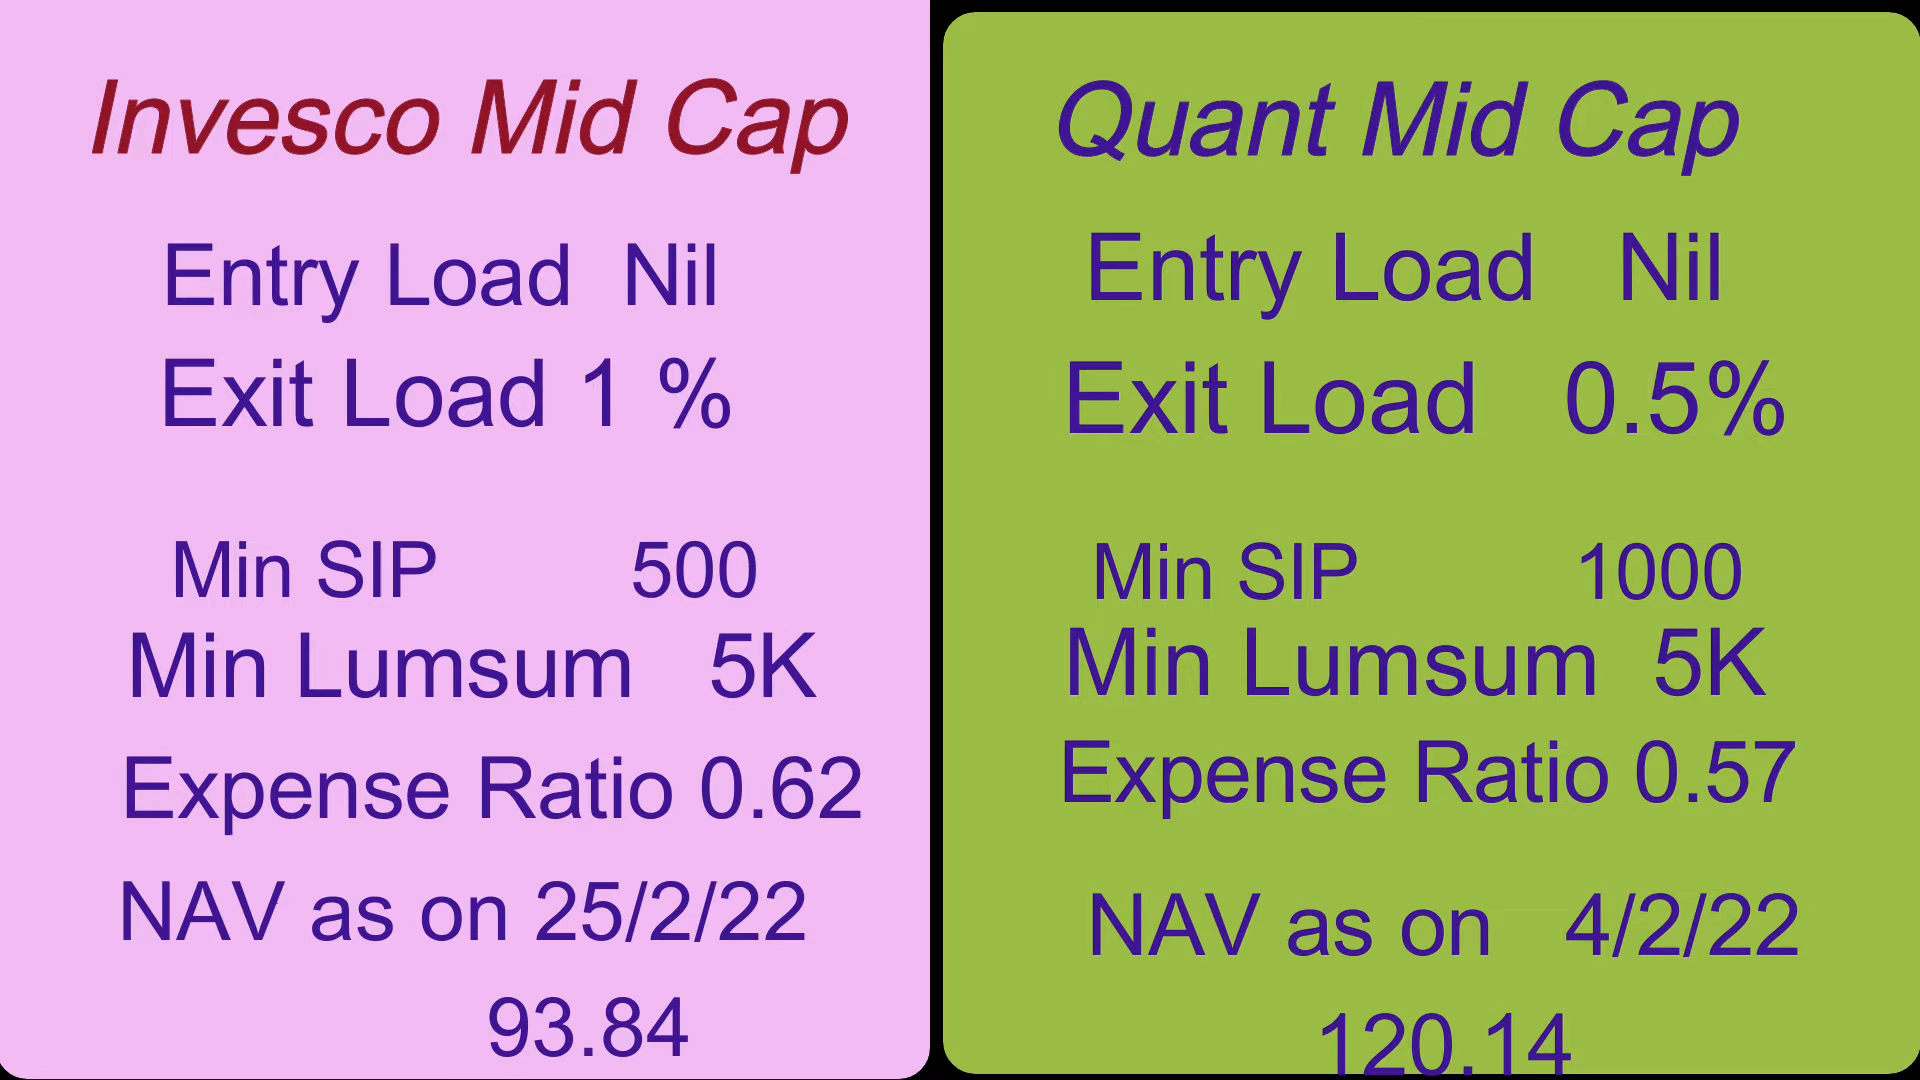 Invesco Mid Cap
Entry Load Nil
Exit Load 1 %
Min SIP 500
Min Lumsum 5K
Expense Ratio 0.62
NAV as on 25/2/22
93.84
Quant Mid Cap
Entry Load Nil
Exit Load 0.5%
Min SIP 1000
Min Lumsum 5K
Expense Ratio 0.57
NAV as on 4/2/22
120.14